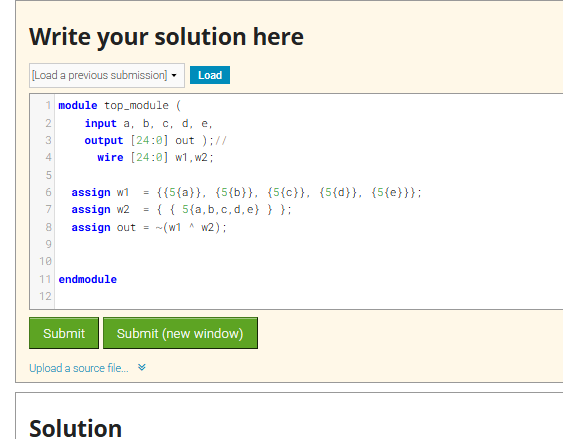 Write your solution here
[Load a previous submission] Load
1 module top_module (
2 input a, b, c, d, e,
3 output [24:0] out );//
4 wire [24:0] w1,w2;
5
6 assign w1 = {{5{a}}, {5{b}}, {5{c}}, {5{d}}, {5{e}}};
7 assign w2 = { { 5{a,b,c,d,e} } };
8 assign out = ~(w1 ^ w2);
9
10
11 endmodule
12
Submit Submit (new window)
Upload a source file...
Solution